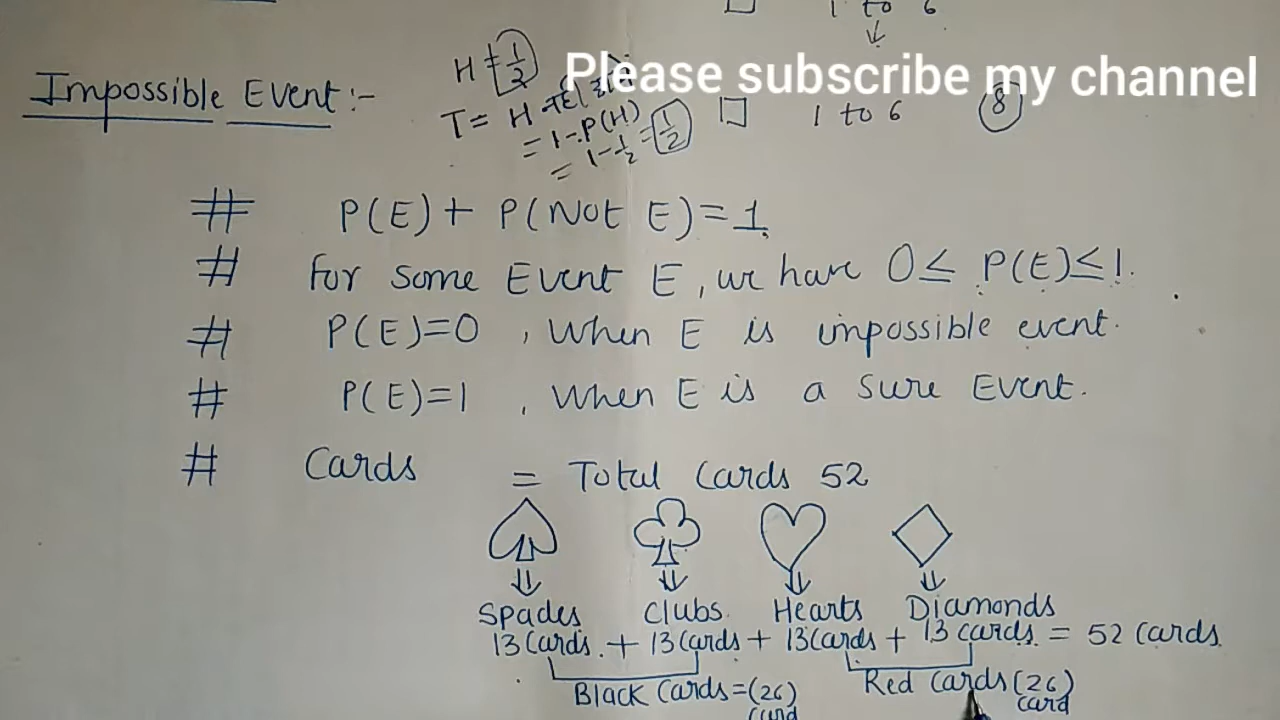 1 to 6
Please subscribe my channel
Impossible Event:-
H = 1/2
T = H
= 1-P(H)
= 1-1/2 = 1/2
1 to 6 8
# P(E) + P(Not E) = 1.
# For some Event E, we have 0 ≤ P(E) ≤ 1.
# P(E)=0 , When E is impossible event.
# P(E)=1 , When E is a Sure Event.
# Cards = Total Cards 52
Spades Clubs Hearts Diamonds
13 Cards + 13 Cards + 13 Cards + 13 cards = 52 Cards
Black Cards = (26) card
Red Cards (26) card